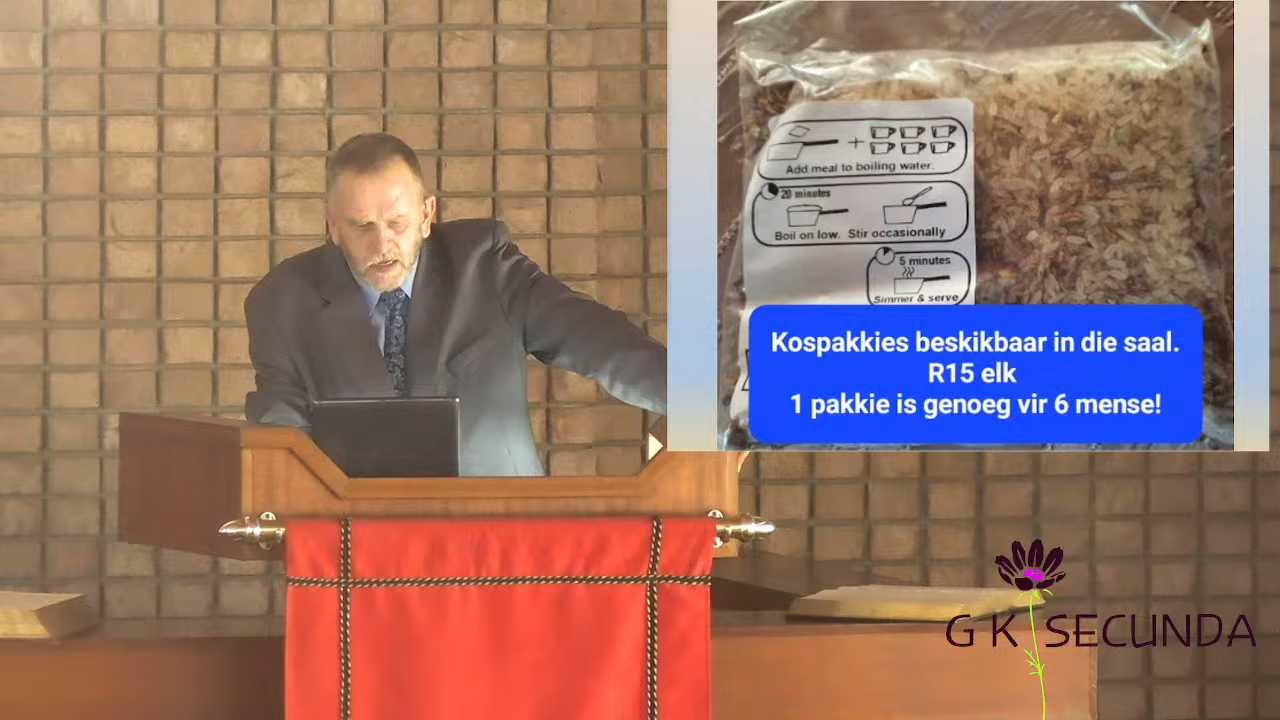 Add meal to boiling water.
20 minutes
Boil on low. Stir occasionally
5 minutes
Simmer & serve
Kospakkies beskikbaar in die saal.
R15 elk
1 pakkie is genoeg vir 6 mense!
GK SECUNDA